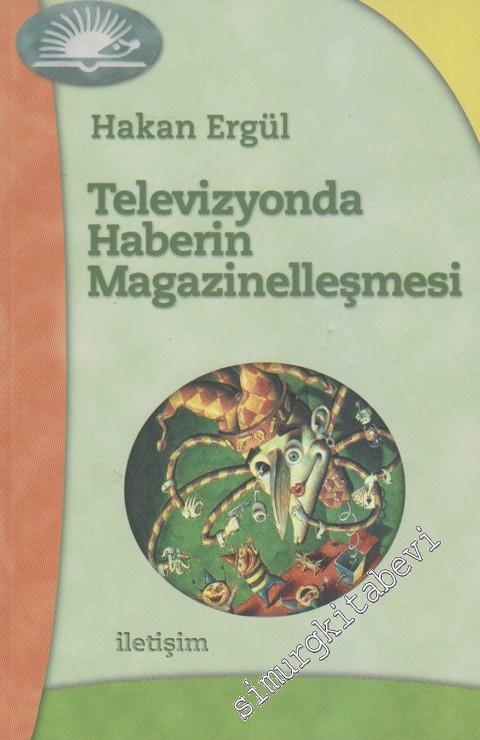 Hakan Ergül
Televizyonda
Haberin
Magazinelleşmesi
iletişim
simurgkitabevi